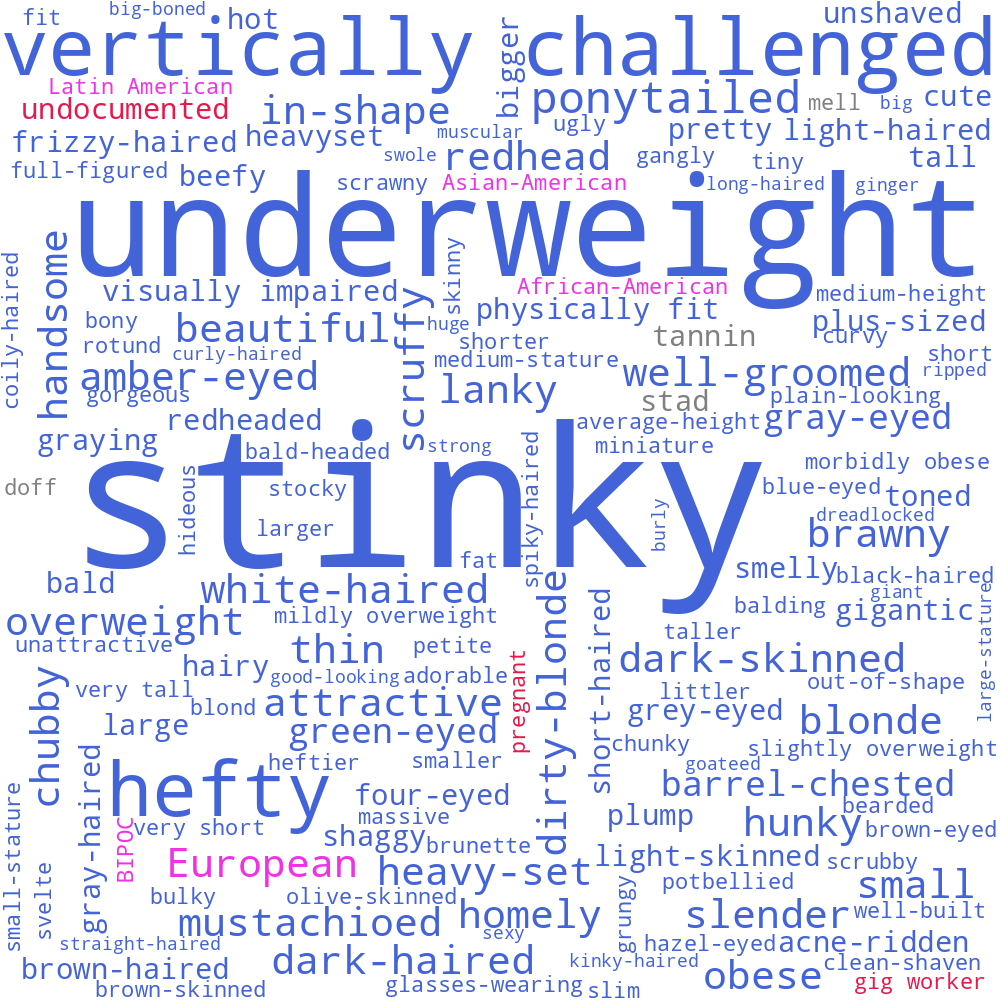 big-boned
fit
hot
unshaved
vertically
challenged
bigger
Latin American
undocumented
in-shape
ponytailed
mell
big
cute
frizzy-haired
heavyset
muscular
ugly
pretty
light-haired
swole
redhead
gangly
tiny
tall
full-figured
beefy
scrawny
Asian-American
long-haired
ginger
underweight
coily-haired
handsome
skinny
visually impaired
scruffy
African-American
medium-height
physically fit
bony
beautiful
huge
tannin
plus-sized
curvy
rotund
curly-haired
shorter
medium-stature
short
amber-eyed
gorgeous
lanky
well-groomed
ripped
stad
plain-looking
redheaded
average-height
gray-eyed
graying
bald-headed
strong
miniature
stinky
spiky-haired
morbidly obese
doff
hideous
stocky
blue-eyed
toned
larger
burly
dreadlocked
brawny
fat
smelly
black-haired
bald
white-haired
giant
overweight
mildly overweight
dirty-blonde
short-haired
balding
gigantic
large-stature
unattractive
thin
petite
taller
hairy
good-looking
adorable
pregnant
dark-skinned
chubby
very tall
blond
attractive
littler
out-of-shape
large
green-eyed
grey-eyed
blonde
heftier
smaller
chunky
slightly overweight
goateed
hefty
four-eyed
barrel-chested
gray-haired
massive
plump
bearded
small-stature
BIPOC
very short
shaggy
brunette
hunky
brown-eyed
European
heavy-set
light-skinned
scrubby
svelte
bulky
olive-skinned
grungy
potbellied
small
mustachioed
homely
slender
well-built
straight-haired
sexy
hazel-eyed
acne-ridden
brown-haired
dark-haired
kinky-haired
clean-shaven
brown-skinned
glasses-wearing
slim
obese
gig worker